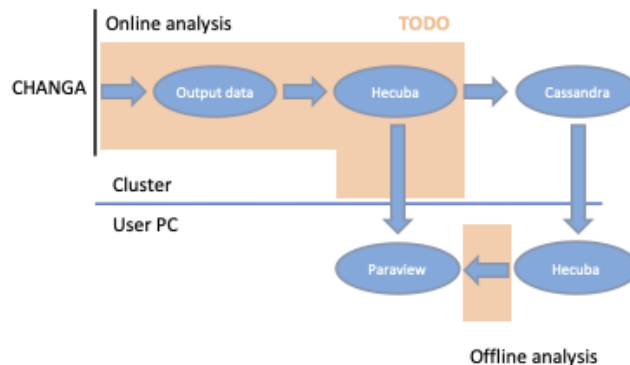 Online analysis
TODO
CHANGA
Output data
Hecuba
Cassandra
Cluster
User PC
Paraview
Hecuba
Offline analysis